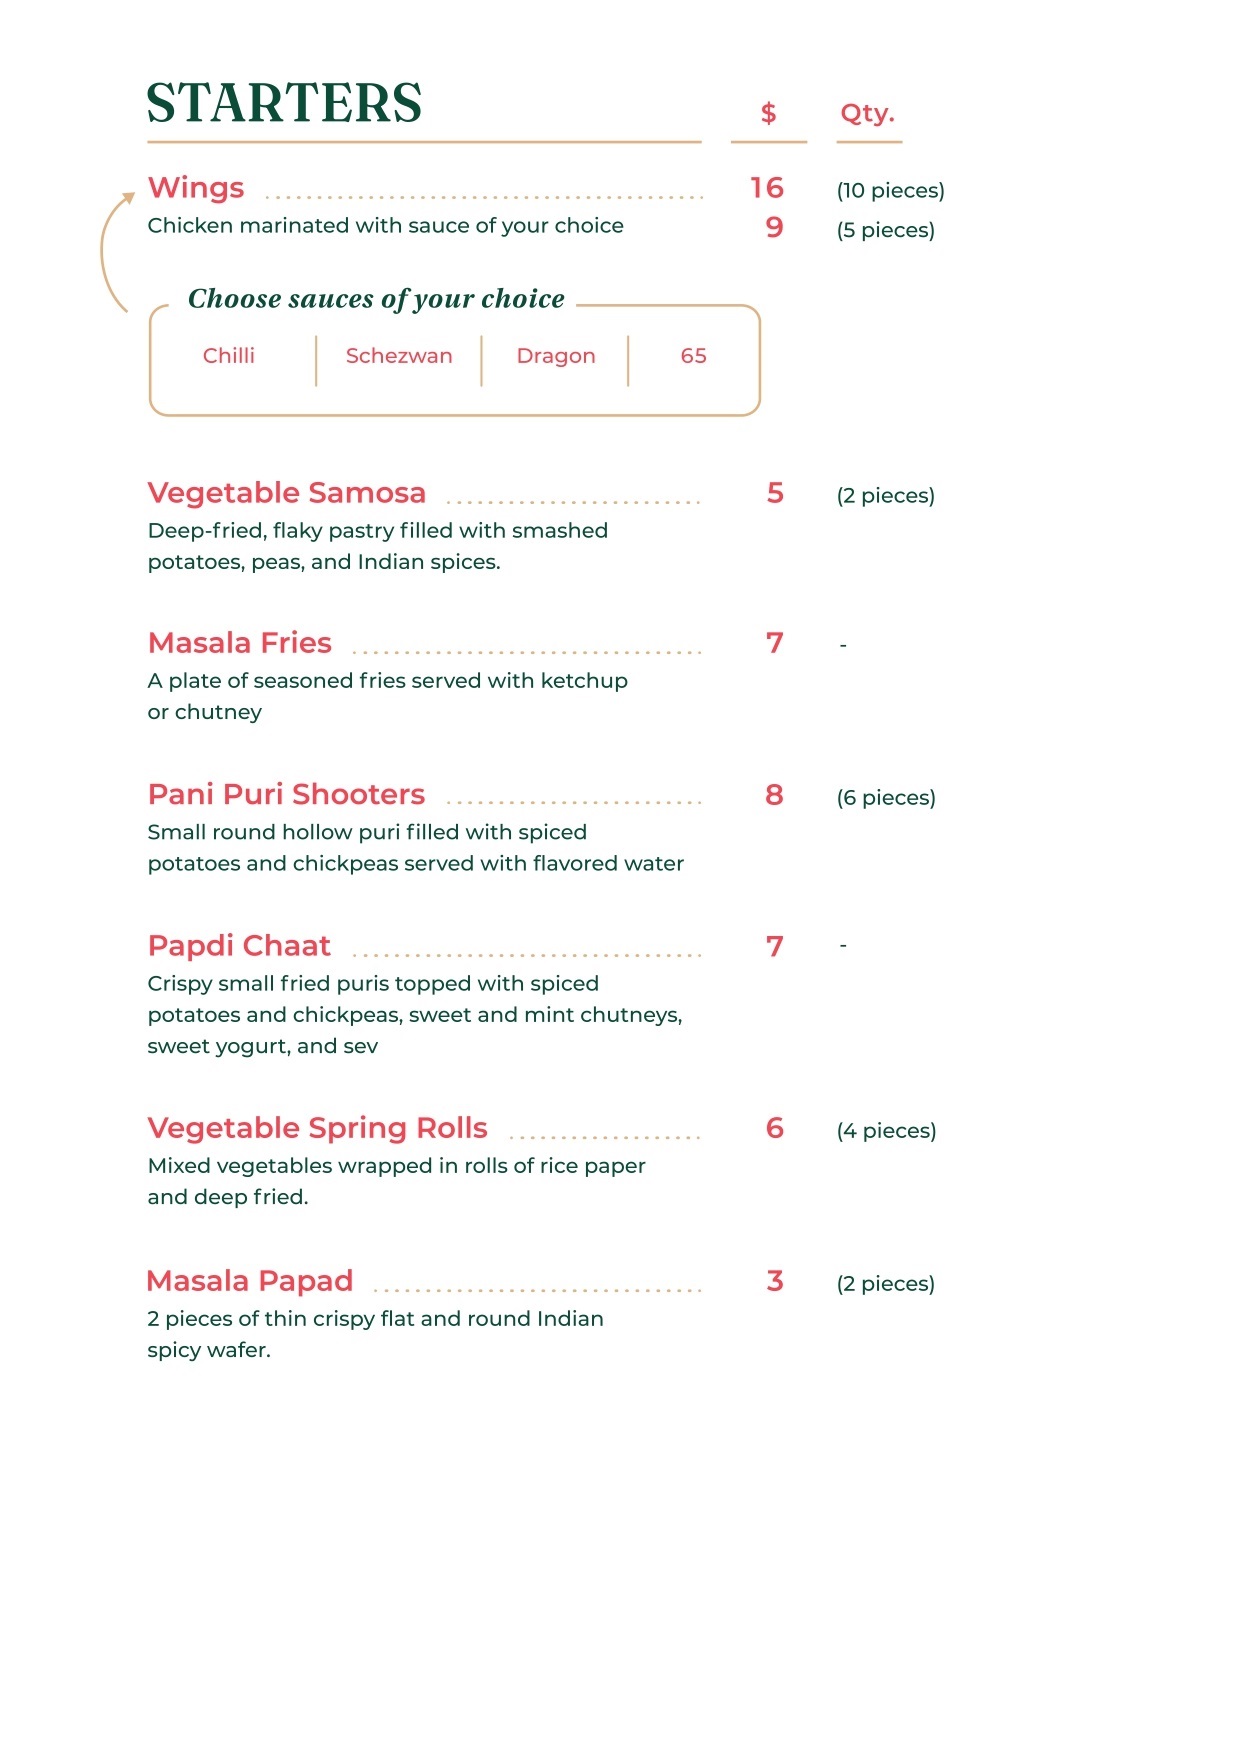 STARTERS $ Qty.
Wings 16 (10 pieces)
Chicken marinated with sauce of your choice 9 (5 pieces)
Choose sauces of your choice
Chilli Schezwan Dragon 65
Vegetable Samosa 5 (2 pieces)
Deep-fried, flaky pastry filled with smashed
potatoes, peas, and Indian spices.
Masala Fries 7 -
A plate of seasoned fries served with ketchup
or chutney
Pani Puri Shooters 8 (6 pieces)
Small round hollow puri filled with spiced
potatoes and chickpeas served with flavored water
Papdi Chaat 7 -
Crispy small fried puris topped with spiced
potatoes and chickpeas, sweet and mint chutneys,
sweet yogurt, and sev
Vegetable Spring Rolls 6 (4 pieces)
Mixed vegetables wrapped in rolls of rice paper
and deep fried.
Masala Papad 3 (2 pieces)
2 pieces of thin crispy flat and round Indian
spicy wafer.